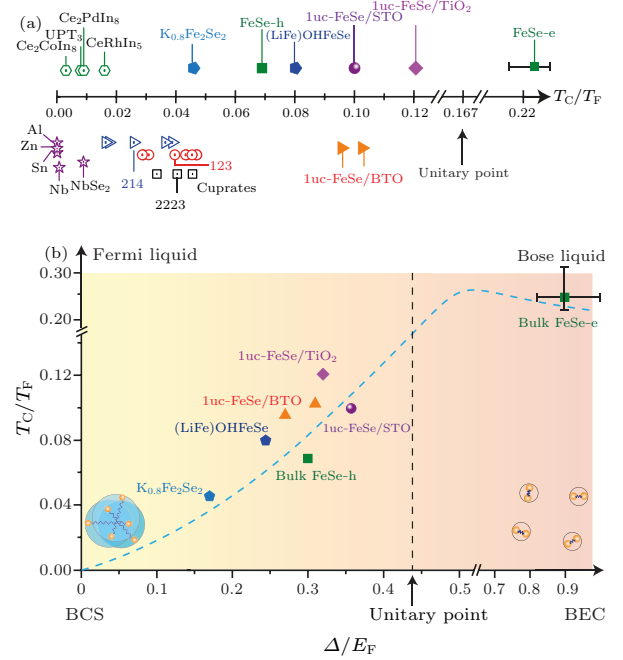 (a)
Ce₂PdIn₈
UPT₃
Ce₂CoIn₈
CeRhIn₅
K₀.₈Fe₂Se₂
FeSe-h
(LiFe)OHFeSe
1uc-FeSe/STO
1uc-FeSe/TiO₂
FeSe-e
0.00 0.02 0.04 0.06 0.08 0.10 0.12 0.167 0.22 T_C/T_F
Al
Zn
Sn
Nb
NbSe₂
214
2223
123
Cuprates
1uc-FeSe/BTO
Unitary point
(b) Fermi liquid Bose liquid
0.30
0.20
0.12
0.08
0.04
0.00
T_C/T_F
Bulk FeSe-e
1uc-FeSe/TiO₂
1uc-FeSe/BTO
(LiFe)OHFeSe
1uc-FeSe/STO
Bulk FeSe-h
K₀.₈Fe₂Se₂
0 0.1 0.2 0.3 0.4 0.5 0.7 0.8 0.9
BCS Unitary point BEC
Δ/E_F